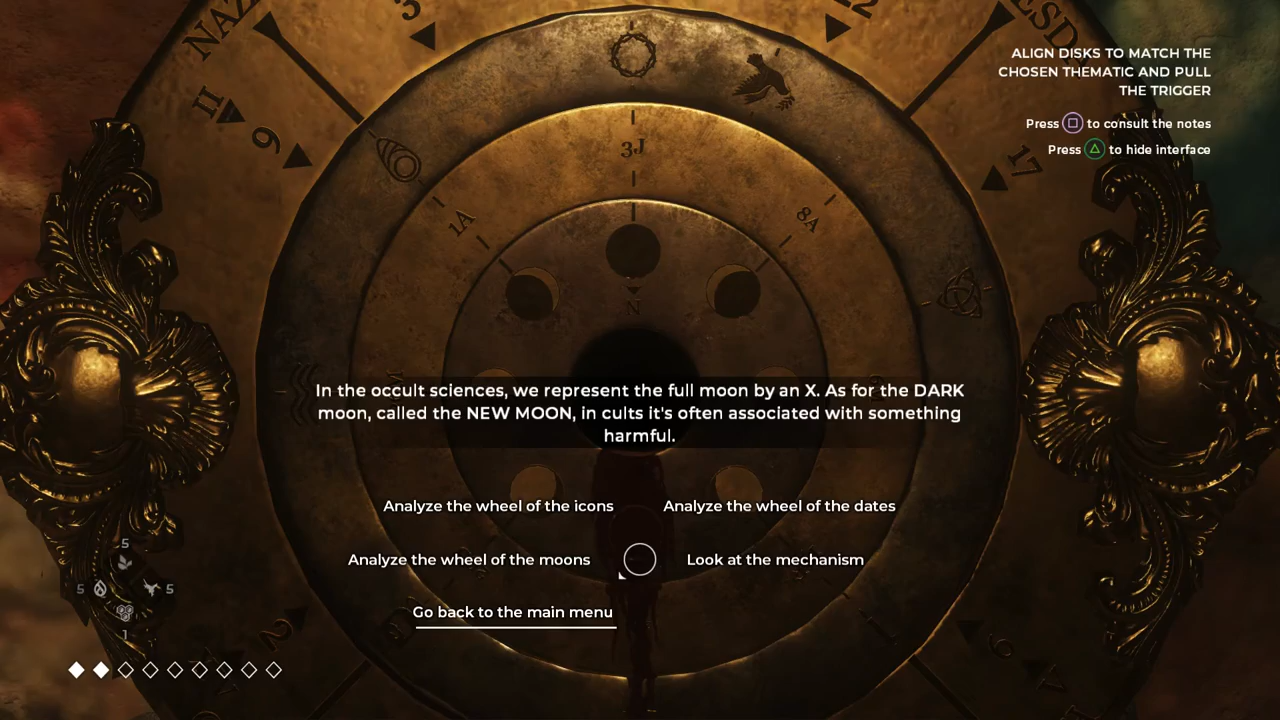 ALIGN DISKS TO MATCH THE
CHOSEN THEMATIC AND PULL
THE TRIGGER
Press to consult the notes
Press to hide interface
NAZ
3
12
ESD
11
9
17
3J
1A
8A
N
In the occult sciences, we represent the full moon by an X. As for the DARK
moon, called the NEW MOON, in cults it's often associated with something
harmful.
Analyze the wheel of the icons
Analyze the wheel of the dates
Analyze the wheel of the moons
Look at the mechanism
Go back to the main menu
5
5
5
1
2